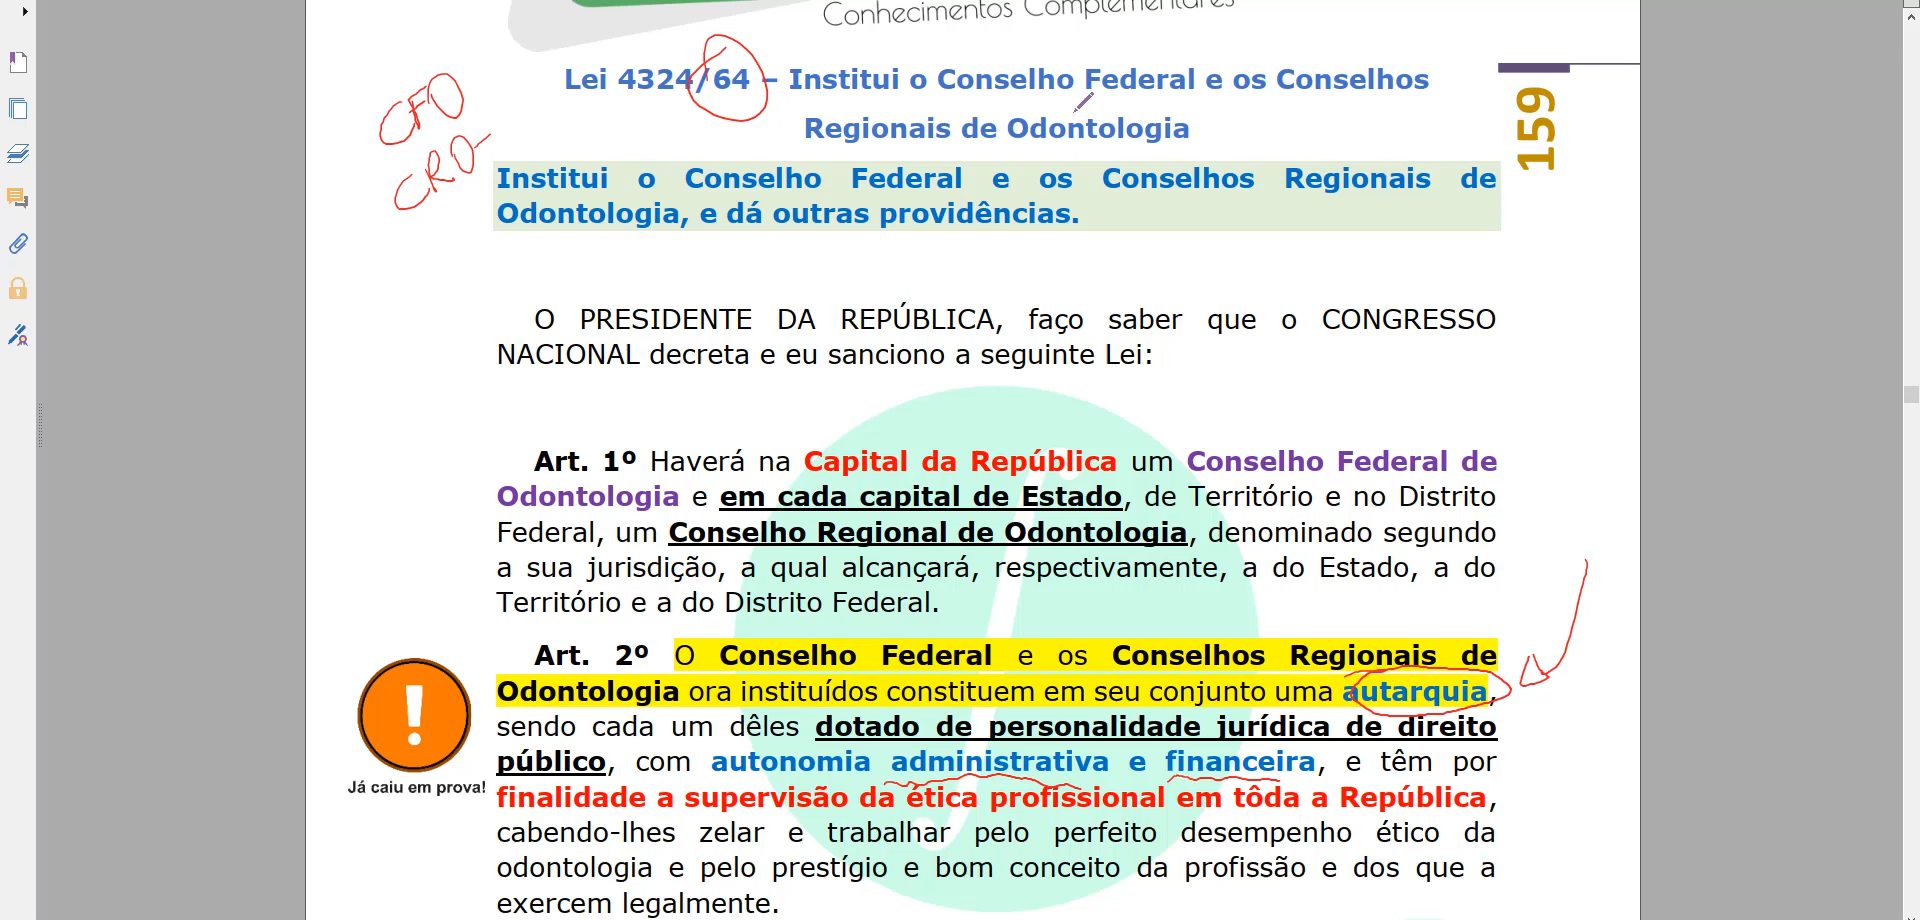 Conhecimentos Complementares
Lei 4324/64 – Institui o Conselho Federal e os Conselhos
Regionais de Odontologia
159
CFO
CRO
Institui o Conselho Federal e os Conselhos Regionais de
Odontologia, e dá outras providências.
O PRESIDENTE DA REPÚBLICA, faço saber que o CONGRESSO
NACIONAL decreta e eu sanciono a seguinte Lei:
Art. 1º Haverá na Capital da República um Conselho Federal de
Odontologia e em cada capital de Estado, de Território e no Distrito
Federal, um Conselho Regional de Odontologia, denominado segundo
a sua jurisdição, a qual alcançará, respectivamente, a do Estado, a do
Território e a do Distrito Federal.
Art. 2º O Conselho Federal e os Conselhos Regionais de
Odontologia ora instituídos constituem em seu conjunto uma autarquia,
sendo cada um dêles dotado de personalidade jurídica de direito
público, com autonomia administrativa e financeira, e têm por
Já caiu em prova!
finalidade a supervisão da ética profissional em tôda a República,
cabendo-lhes zelar e trabalhar pelo perfeito desempenho ético da
odontologia e pelo prestígio e bom conceito da profissão e dos que a
exercem legalmente.